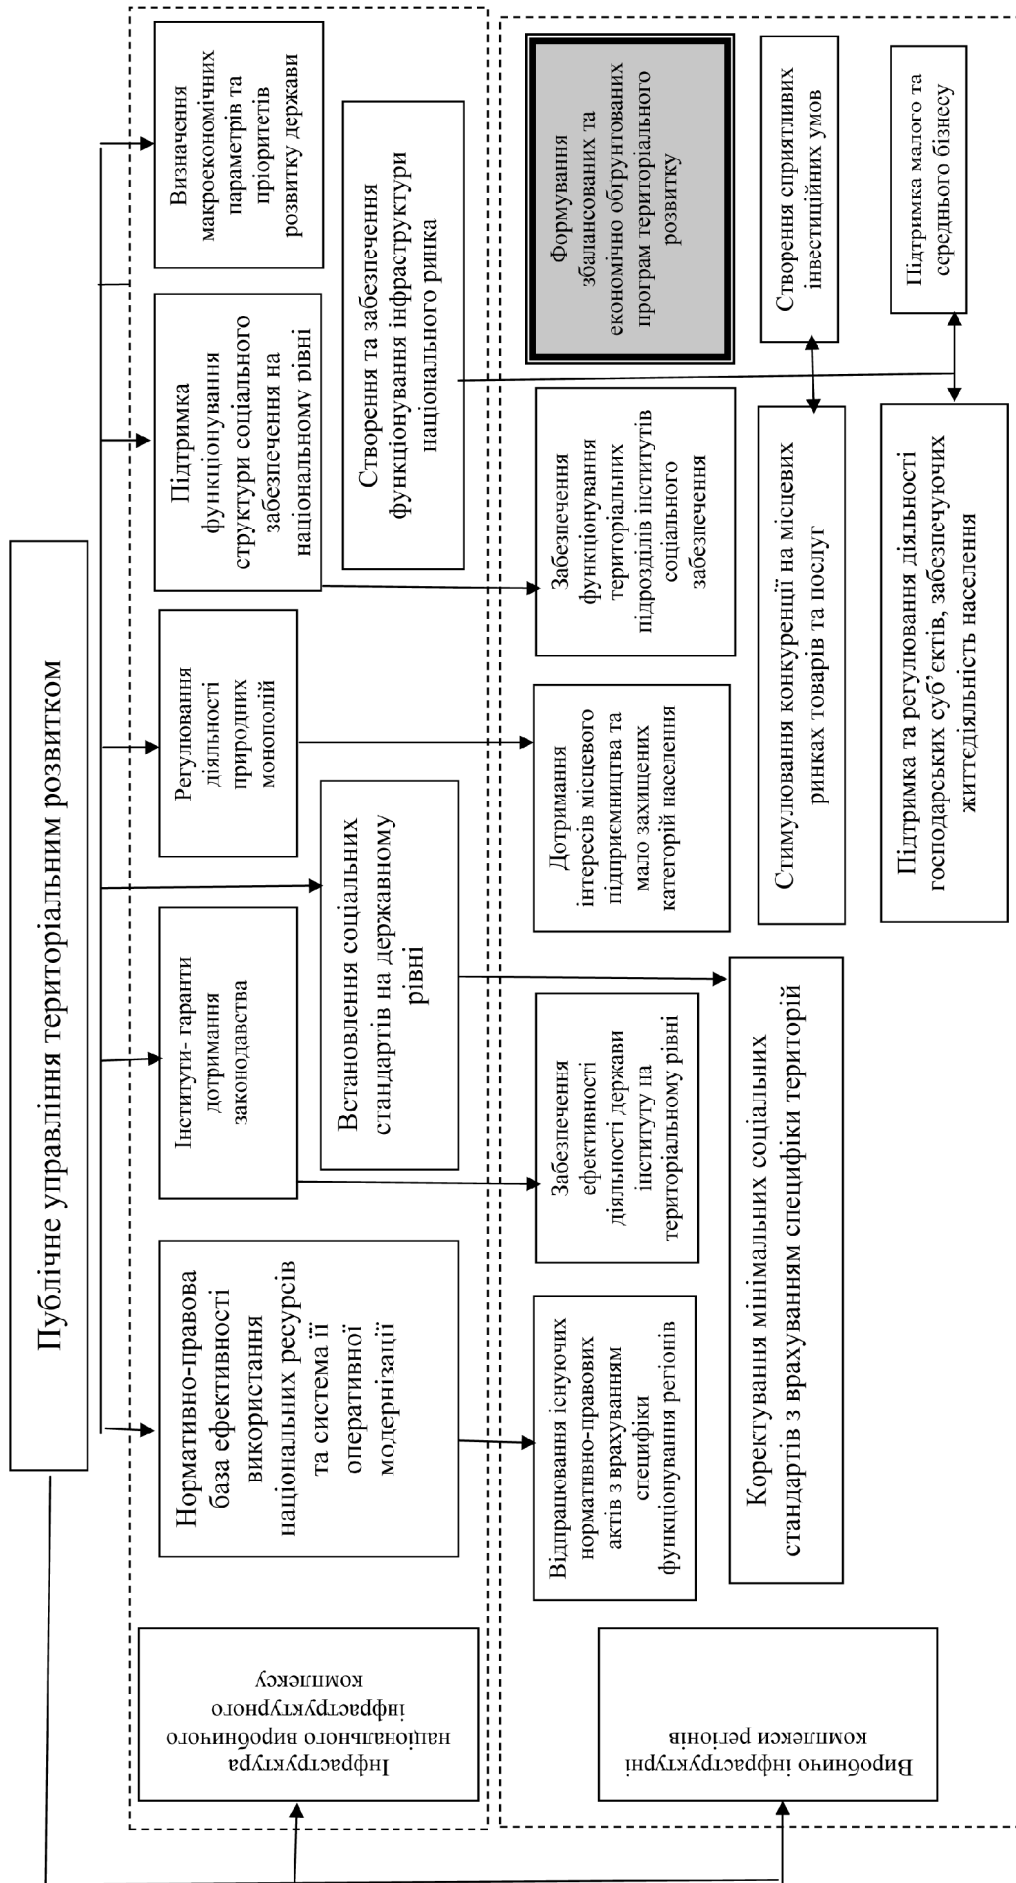 Публічне управління територіальним розвитком
Інфраструктура
національного виробничого
інфраструктурного
комплексу
Нормативно-правова
база ефективності
використання
національних ресурсів
та система її
оперативної
модернізації
Інститути- гаранти
дотримання
законодавства
Встановлення соціальних
стандартів на державному
рівні
Регулювання
діяльності
природних
монополій
Підтримка
функціонування
структури соціального
забезпечення на
національному рівні
Визначення
макроекономічних
параметрів та
пріоритетів
розвитку держави
Створення та забезпечення
функціонування інфраструктури
національного ринка
Виробничо інфраструктурні
комплекси регіонів
Відпрацювання існуючих
нормативно-правових
актів з врахуванням
специфіки
функціонування регіонів
Забезпечення
ефективності
діяльності держави
інституту на
територіальному рівні
Дотримання
інтересів місцевого
підприємництва та
мало захищених
категорій населення
Забезпечення
функціонування
територіальних
підрозділів інститутів
соціального
забезпечення
Формування
збалансованих та
економічно обґрунтованих
програм територіального
розвитку
Коректування мінімальних соціальних
стандартів з врахуванням специфіки територій
Стимулювання конкуренції на місцевих
ринках товарів та послуг
Створення сприятливих
інвестиційних умов
Підтримка та регулювання діяльності
господарських суб’єктів, забезпечуючих
життєдіяльність населення
Підтримка малого та
середнього бізнесу